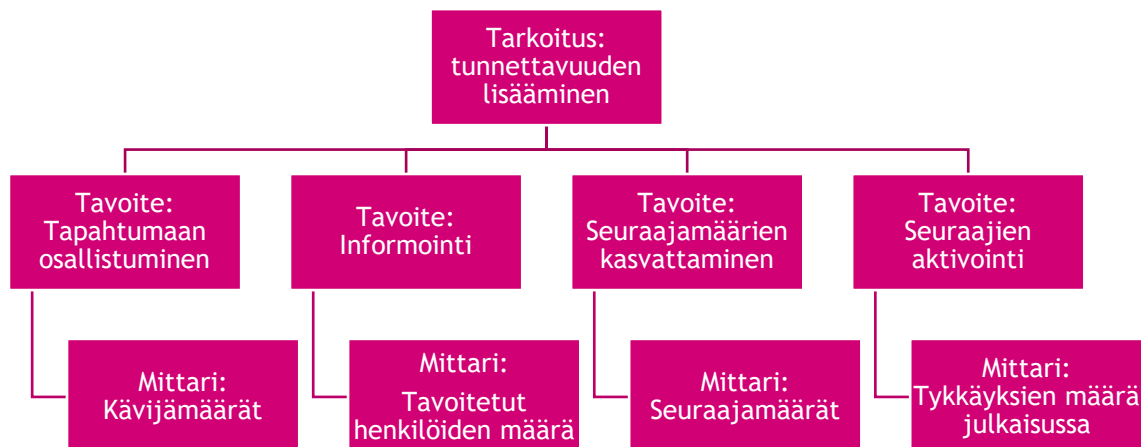 Tarkoitus:
tunnettavuuden
lisääminen
Tavoite:
Tapahtumaan
osallistuminen
Tavoite:
Informointi
Tavoite:
Seuraajamäärien
kasvattaminen
Tavoite:
Seuraajien
aktivointi
Mittari:
Kävijämäärät
Mittari:
Tavoitetut
henkilöiden määrä
Mittari:
Seuraajamäärät
Mittari:
Tykkäyksien määrä
julkaisussa